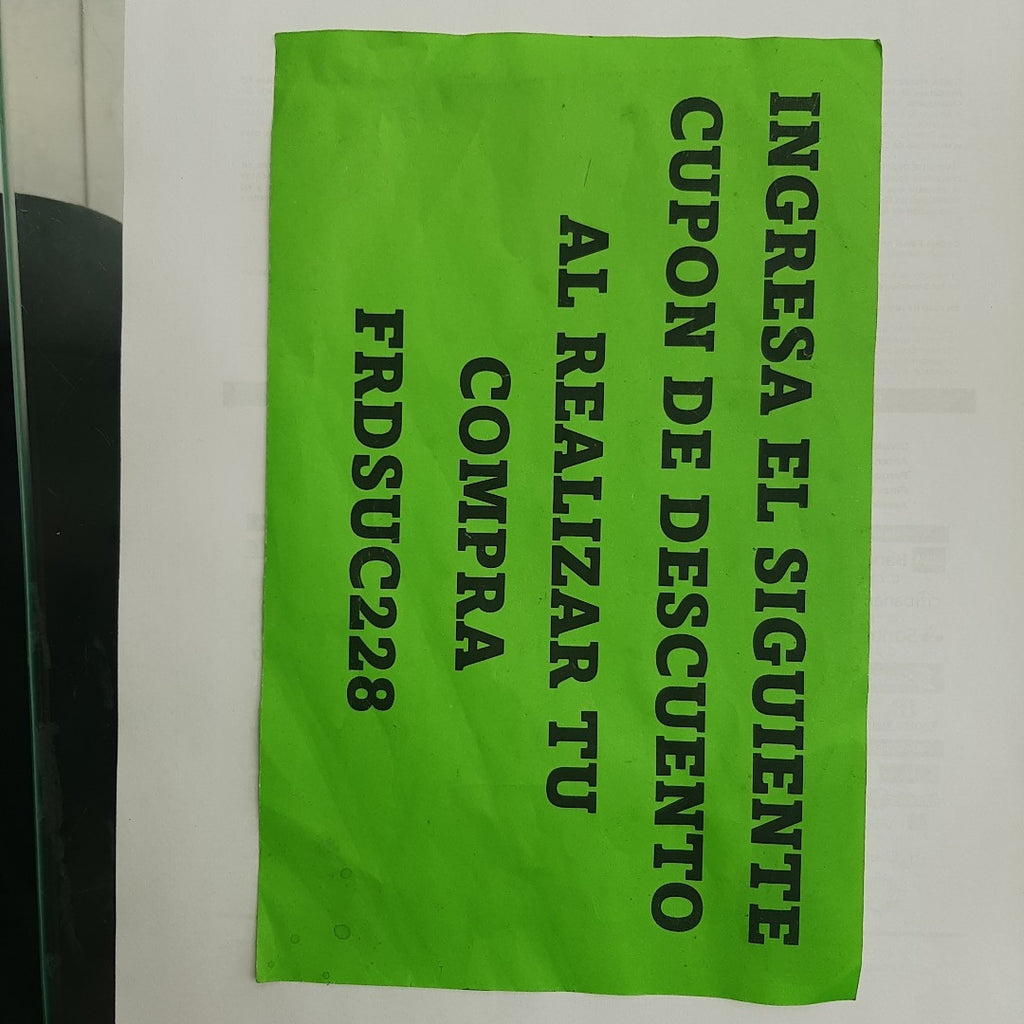 INGRESA EL SIGUIENTE
CUPON DE DESCUENTO
AL REALIZAR TU
COMPRA
FRDSUC228